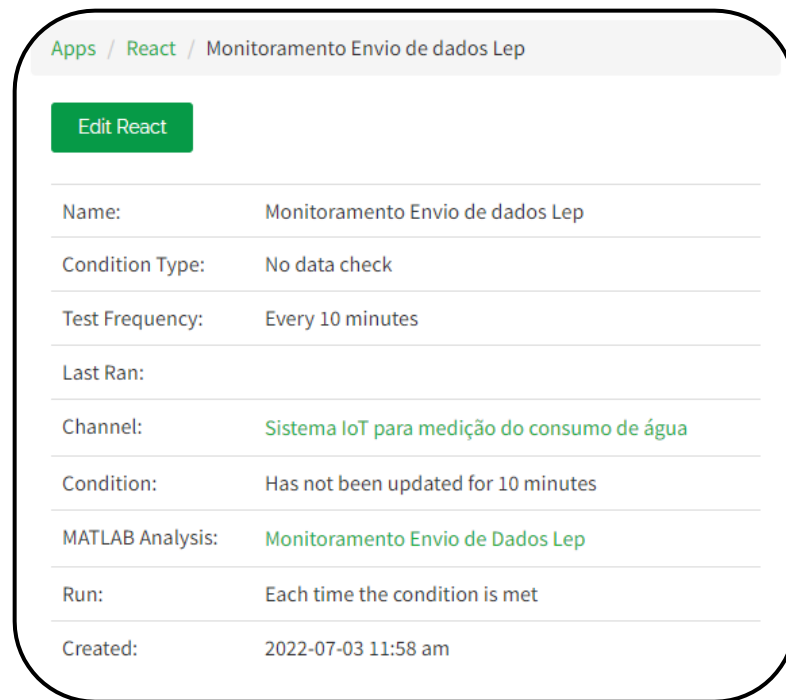 Apps / React / Monitoramento Envio de dados Lep
Edit React
Name: Monitoramento Envio de dados Lep
Condition Type: No data check
Test Frequency: Every 10 minutes
Last Ran:
Channel: Sistema IoT para medição do consumo de água
Condition: Has not been updated for 10 minutes
MATLAB Analysis: Monitoramento Envio de Dados Lep
Run: Each time the condition is met
Created: 2022-07-03 11:58 am